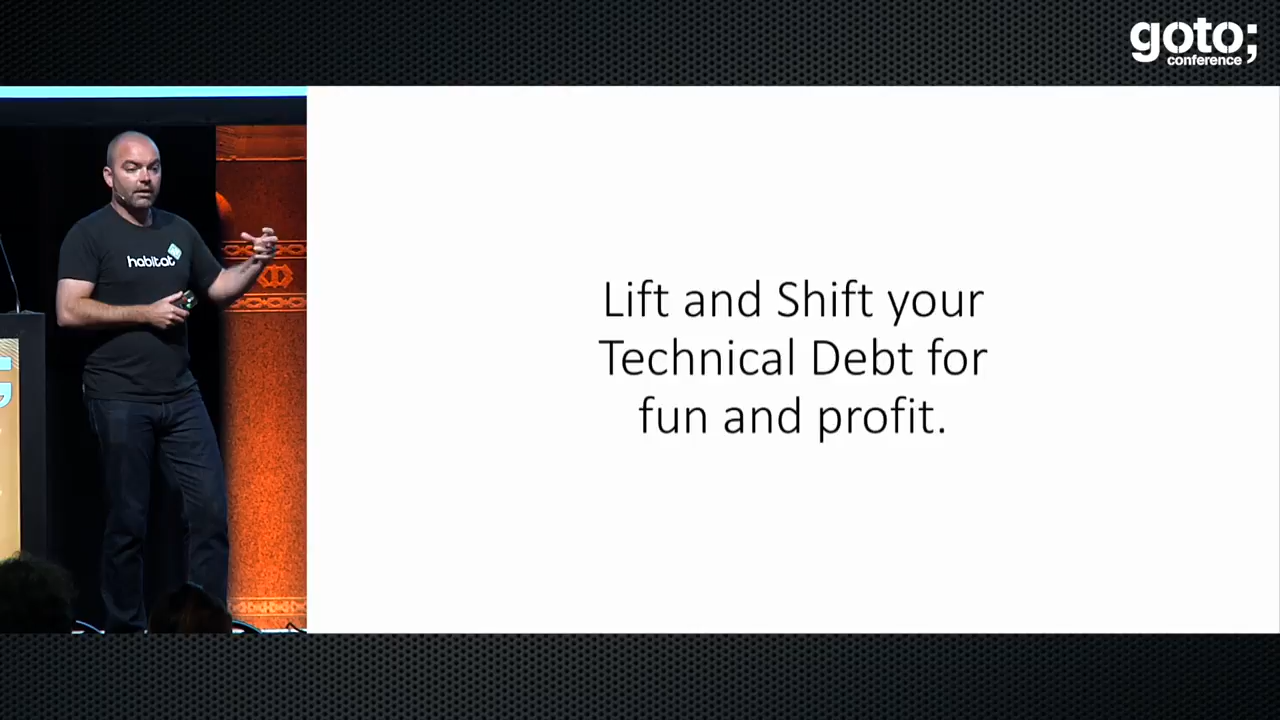 goto;
conference
habitat
Lift and Shift your
Technical Debt for
fun and profit.